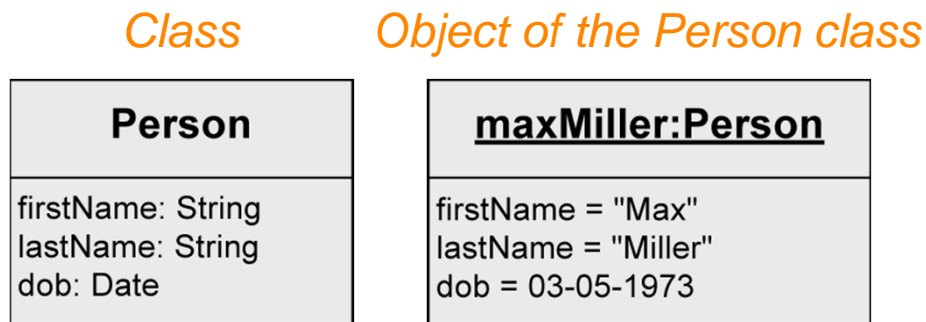 Class
Object of the Person class
Person
firstName: String
lastName: String
dob: Date
maxMiller:Person
firstName = "Max"
lastName = "Miller"
dob = 03-05-1973